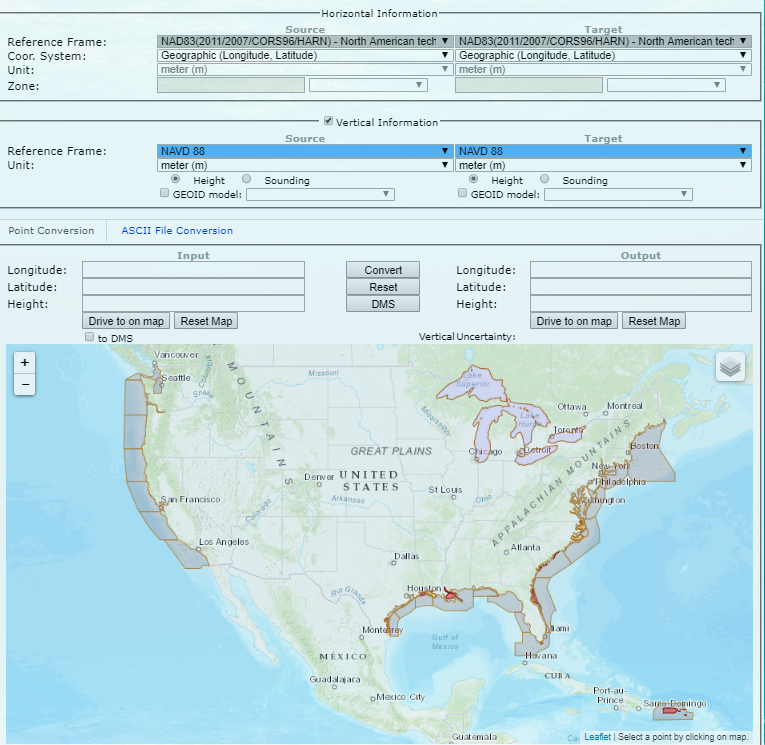 Horizontal Information
Source Target
Reference Frame: NAD83(2011/2007/CORS96/HARN) - North American tect NAD83(2011/2007/CORS96/HARN) - North American tect
Coor. System: Geographic (Longitude, Latitude) Geographic (Longitude, Latitude)
Unit: meter (m) meter (m)
Zone:
Vertical Information
Source Target
Reference Frame: NAVD 88 NAVD 88
Unit: meter (m) meter (m)
Height Sounding Height Sounding
GEOID model: GEOID model:
Point Conversion ASCII File Conversion
Input Output
Longitude: Convert Longitude:
Latitude: Reset Latitude:
Height: DMS Height:
Drive to on map Reset Map Drive to on map Reset Map
to DMS Vertical Uncertainty:
+
−
Vancouver
Seattle
Columbia
Snake
MOUNTAINS
Missouri
Lake Superior
Mississippi
Lake Huron
Ottawa
Montreal
Toronto
GREAT PLAINS
Chicago
Detroit
Boston
New York
Philadelphia
Washington
APPALACHIAN MOUNTAINS
Denver
UNITED STATES
St Louis
Ohio
Arkansas
San Francisco
Colorado
Los Angeles
Atlanta
Dallas
Houston
Rio Grande
Monterrey
Gulf of Mexico
Miami
Havana
MÉXICO
CUBA
Guadalajara
Mexico City
Port-au-Prince
Santo Domingo
Guatemala
Leaflet | Select a point by clicking on map.